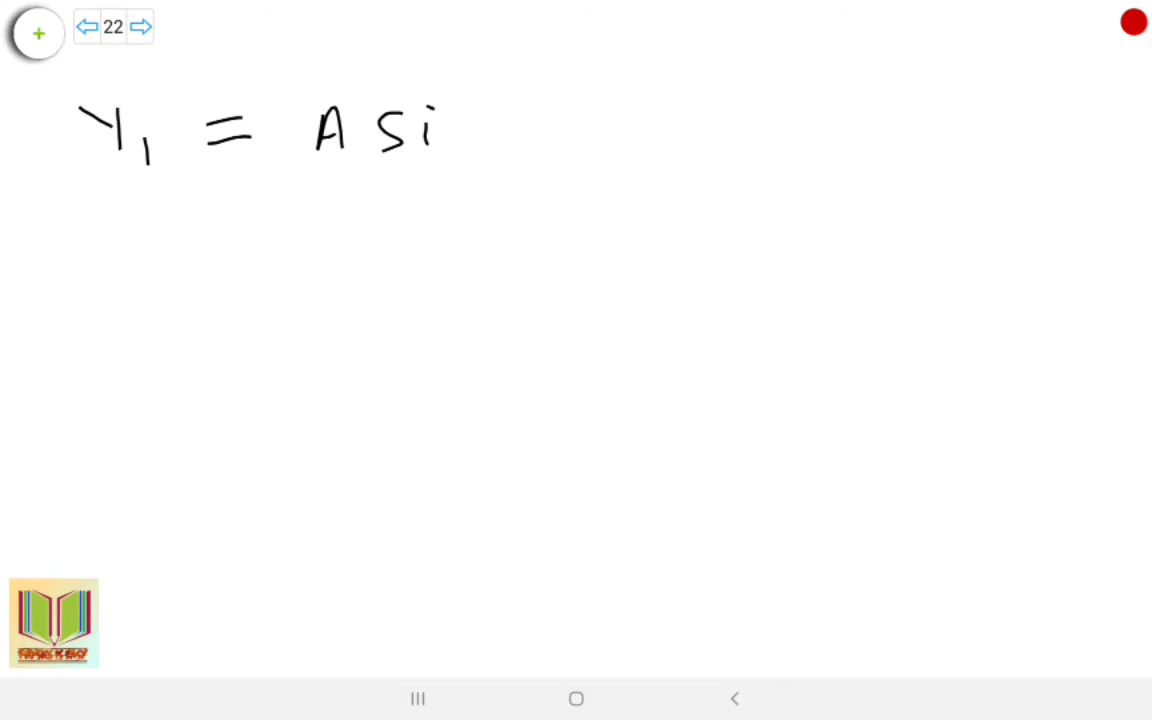 22
Y₁ = A Si